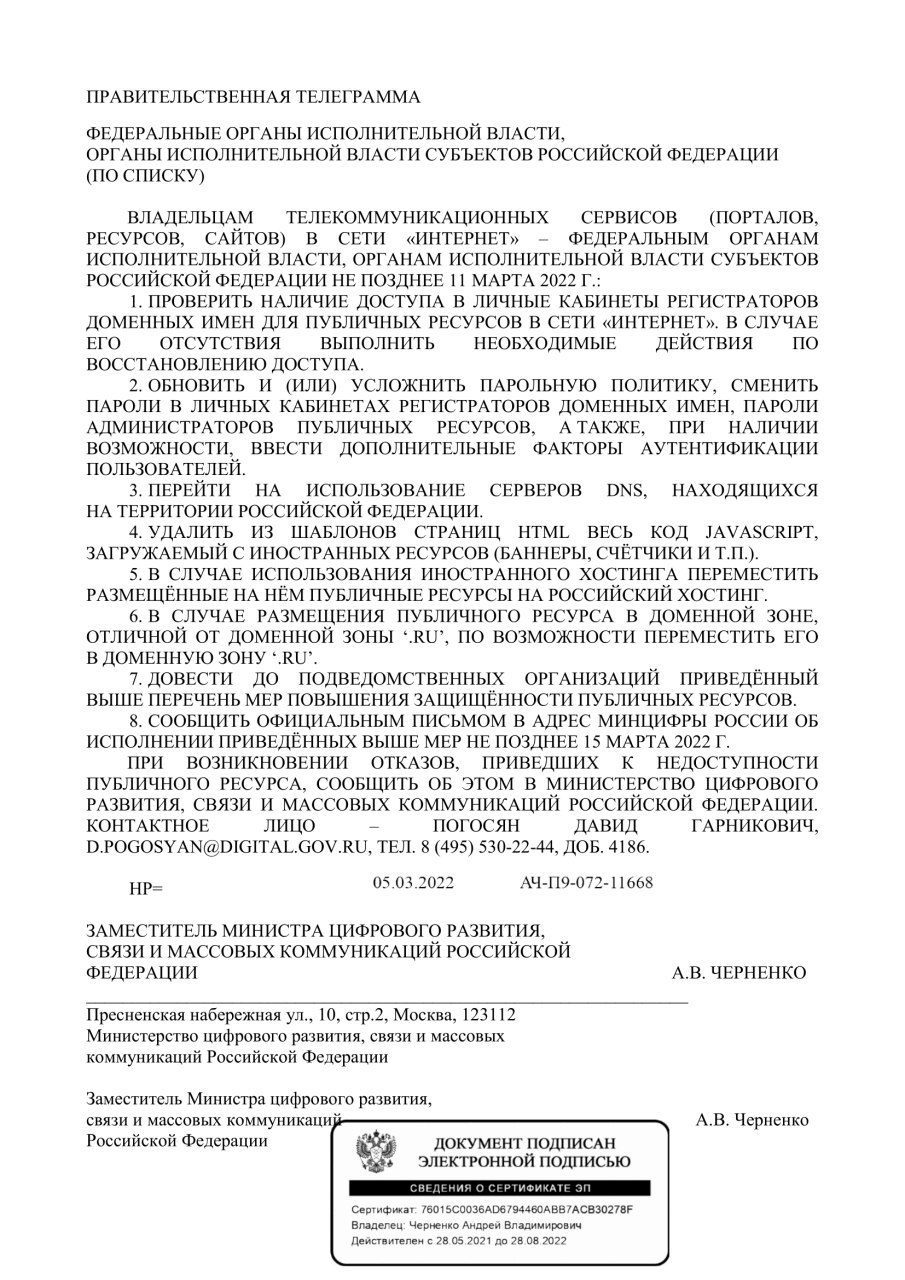 ПРАВИТЕЛЬСТВЕННАЯ ТЕЛЕГРАММА
ФЕДЕРАЛЬНЫЕ ОРГАНЫ ИСПОЛНИТЕЛЬНОЙ ВЛАСТИ,
ОРГАНЫ ИСПОЛНИТЕЛЬНОЙ ВЛАСТИ СУБЪЕКТОВ РОССИЙСКОЙ ФЕДЕРАЦИИ
(ПО СПИСКУ)
ВЛАДЕЛЬЦАМ ТЕЛЕКОММУНИКАЦИОННЫХ СЕРВИСОВ (ПОРТАЛОВ,
РЕСУРСОВ, САЙТОВ) В СЕТИ «ИНТЕРНЕТ» – ФЕДЕРАЛЬНЫМ ОРГАНАМ
ИСПОЛНИТЕЛЬНОЙ ВЛАСТИ, ОРГАНАМ ИСПОЛНИТЕЛЬНОЙ ВЛАСТИ СУБЪЕКТОВ
РОССИЙСКОЙ ФЕДЕРАЦИИ НЕ ПОЗДНЕЕ 11 МАРТА 2022 Г.:
1. ПРОВЕРИТЬ НАЛИЧИЕ ДОСТУПА В ЛИЧНЫЕ КАБИНЕТЫ РЕГИСТРАТОРОВ
ДОМЕННЫХ ИМЕН ДЛЯ ПУБЛИЧНЫХ РЕСУРСОВ В СЕТИ «ИНТЕРНЕТ». В СЛУЧАЕ
ЕГО ОТСУТСТВИЯ ВЫПОЛНИТЬ НЕОБХОДИМЫЕ ДЕЙСТВИЯ ПО
ВОССТАНОВЛЕНИЮ ДОСТУПА.
2. ОБНОВИТЬ И (ИЛИ) УСЛОЖНИТЬ ПАРОЛЬНУЮ ПОЛИТИКУ, СМЕНИТЬ
ПАРОЛИ В ЛИЧНЫХ КАБИНЕТАХ РЕГИСТРАТОРОВ ДОМЕННЫХ ИМЕН, ПАРОЛИ
АДМИНИСТРАТОРОВ ПУБЛИЧНЫХ РЕСУРСОВ, А ТАКЖЕ, ПРИ НАЛИЧИИ
ВОЗМОЖНОСТИ, ВВЕСТИ ДОПОЛНИТЕЛЬНЫЕ ФАКТОРЫ АУТЕНТИФИКАЦИИ
ПОЛЬЗОВАТЕЛЕЙ.
3. ПЕРЕЙТИ НА ИСПОЛЬЗОВАНИЕ СЕРВЕРОВ DNS, НАХОДЯЩИХСЯ
НА ТЕРРИТОРИИ РОССИЙСКОЙ ФЕДЕРАЦИИ.
4. УДАЛИТЬ ИЗ ШАБЛОНОВ СТРАНИЦ HTML ВЕСЬ КОД JAVASCRIPT,
ЗАГРУЖАЕМЫЙ С ИНОСТРАННЫХ РЕСУРСОВ (БАННЕРЫ, СЧЁТЧИКИ И Т.П.).
5. В СЛУЧАЕ ИСПОЛЬЗОВАНИЯ ИНОСТРАННОГО ХОСТИНГА ПЕРЕМЕСТИТЬ
РАЗМЕЩЁННЫЕ НА НЁМ ПУБЛИЧНЫЕ РЕСУРСЫ НА РОССИЙСКИЙ ХОСТИНГ.
6. В СЛУЧАЕ РАЗМЕЩЕНИЯ ПУБЛИЧНОГО РЕСУРСА В ДОМЕННОЙ ЗОНЕ,
ОТЛИЧНОЙ ОТ ДОМЕННОЙ ЗОНЫ ‘.RU’, ПО ВОЗМОЖНОСТИ ПЕРЕМЕСТИТЬ ЕГО
В ДОМЕННУЮ ЗОНУ ‘.RU’.
7. ДОВЕСТИ ДО ПОДВЕДОМСТВЕННЫХ ОРГАНИЗАЦИЙ ПРИВЕДЁННЫЙ
ВЫШЕ ПЕРЕЧЕНЬ МЕР ПОВЫШЕНИЯ ЗАЩИЩЁННОСТИ ПУБЛИЧНЫХ РЕСУРСОВ.
8. СООБЩИТЬ ОФИЦИАЛЬНЫМ ПИСЬМОМ В АДРЕС МИНЦИФРЫ РОССИИ ОБ
ИСПОЛНЕНИИ ПРИВЕДЁННЫХ ВЫШЕ МЕР НЕ ПОЗДНЕЕ 15 МАРТА 2022 Г.
ПРИ ВОЗНИКНОВЕНИИ ОТКАЗОВ, ПРИВЕДШИХ К НЕДОСТУПНОСТИ
ПУБЛИЧНОГО РЕСУРСА, СООБЩИТЬ ОБ ЭТОМ В МИНИСТЕРСТВО ЦИФРОВОГО
РАЗВИТИЯ, СВЯЗИ И МАССОВЫХ КОММУНИКАЦИЙ РОССИЙСКОЙ ФЕДЕРАЦИИ.
КОНТАКТНОЕ ЛИЦО – ПОГОСЯН ДАВИД ГАРНИКОВИЧ,
D.POGOSYAN@DIGITAL.GOV.RU, ТЕЛ. 8 (495) 530-22-44, ДОБ. 4186.
НР= 05.03.2022 АЧ-П9-072-11668
ЗАМЕСТИТЕЛЬ МИНИСТРА ЦИФРОВОГО РАЗВИТИЯ,
СВЯЗИ И МАССОВЫХ КОММУНИКАЦИЙ РОССИЙСКОЙ
ФЕДЕРАЦИИ А.В. ЧЕРНЕНКО
Пресненская набережная ул., 10, стр.2, Москва, 123112
Министерство цифрового развития, связи и массовых
коммуникаций Российской Федерации
Заместитель Министра цифрового развития,
связи и массовых коммуникаций А.В. Черненко
Российской Федерации
ДОКУМЕНТ ПОДПИСАН
ЭЛЕКТРОННОЙ ПОДПИСЬЮ
СВЕДЕНИЯ О СЕРТИФИКАТЕ ЭП
Сертификат: 76015C0036AD6794460ABB7ACB30278F
Владелец: Черненко Андрей Владимирович
Действителен с 28.05.2021 до 28.08.2022